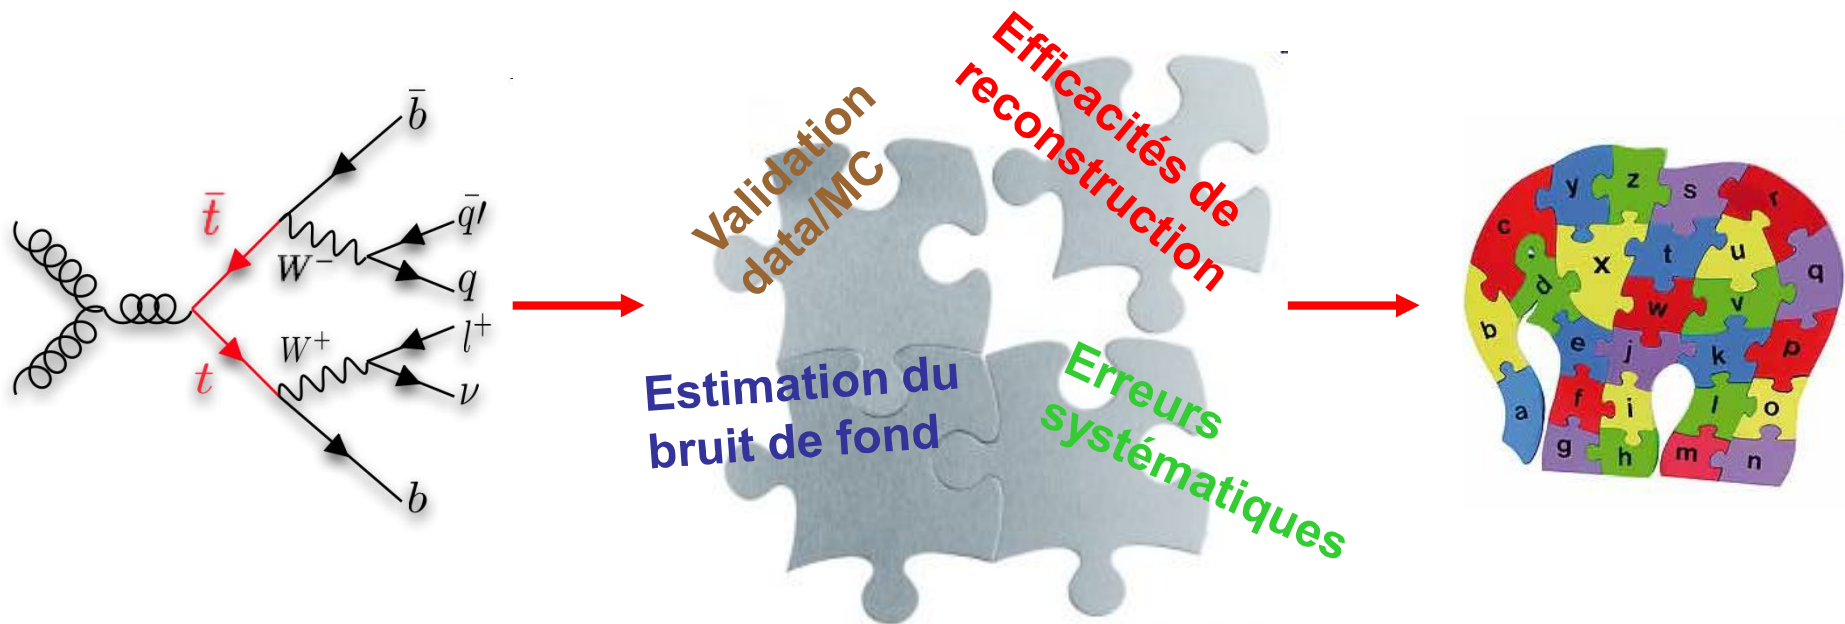 b̄
t̄
q̄′
W⁻
q
W⁺
l⁺
t
ν
b
Validation
data/MC
Efficacités de
reconstruction
Estimation du
bruit de fond
Erreurs
systématiques
y
z
s
r
c
x
t
u
q
d
w
v
b
e
j
k
p
a
f
i
l
o
g
h
m
n